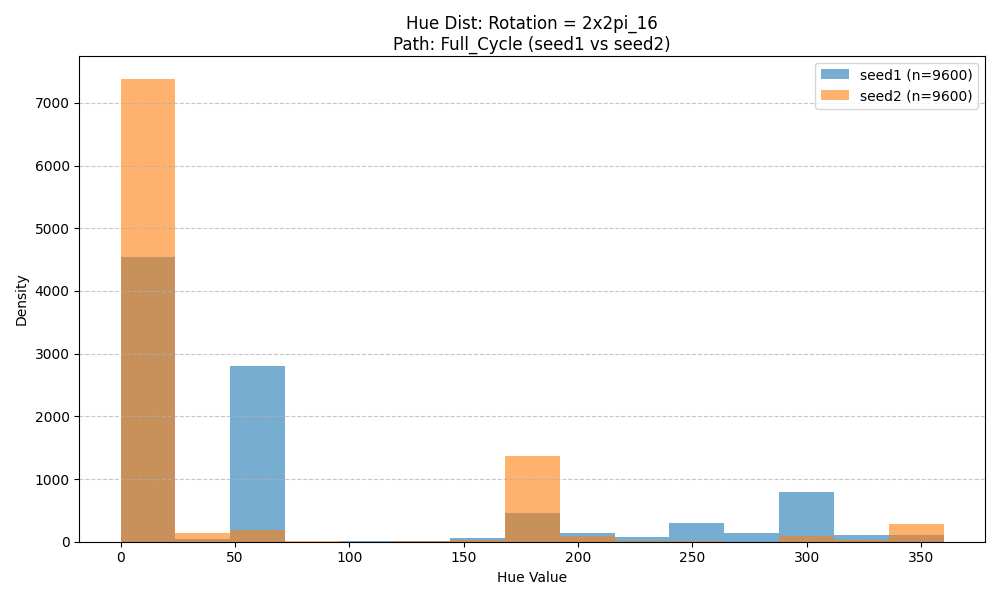 Hue Dist: Rotation = 2x2pi_16
Path: Full_Cycle (seed1 vs seed2)
seed1 (n=9600)
seed2 (n=9600)
Density
7000
6000
5000
4000
3000
2000
1000
0
0
50
100
150
200
250
300
350
Hue Value